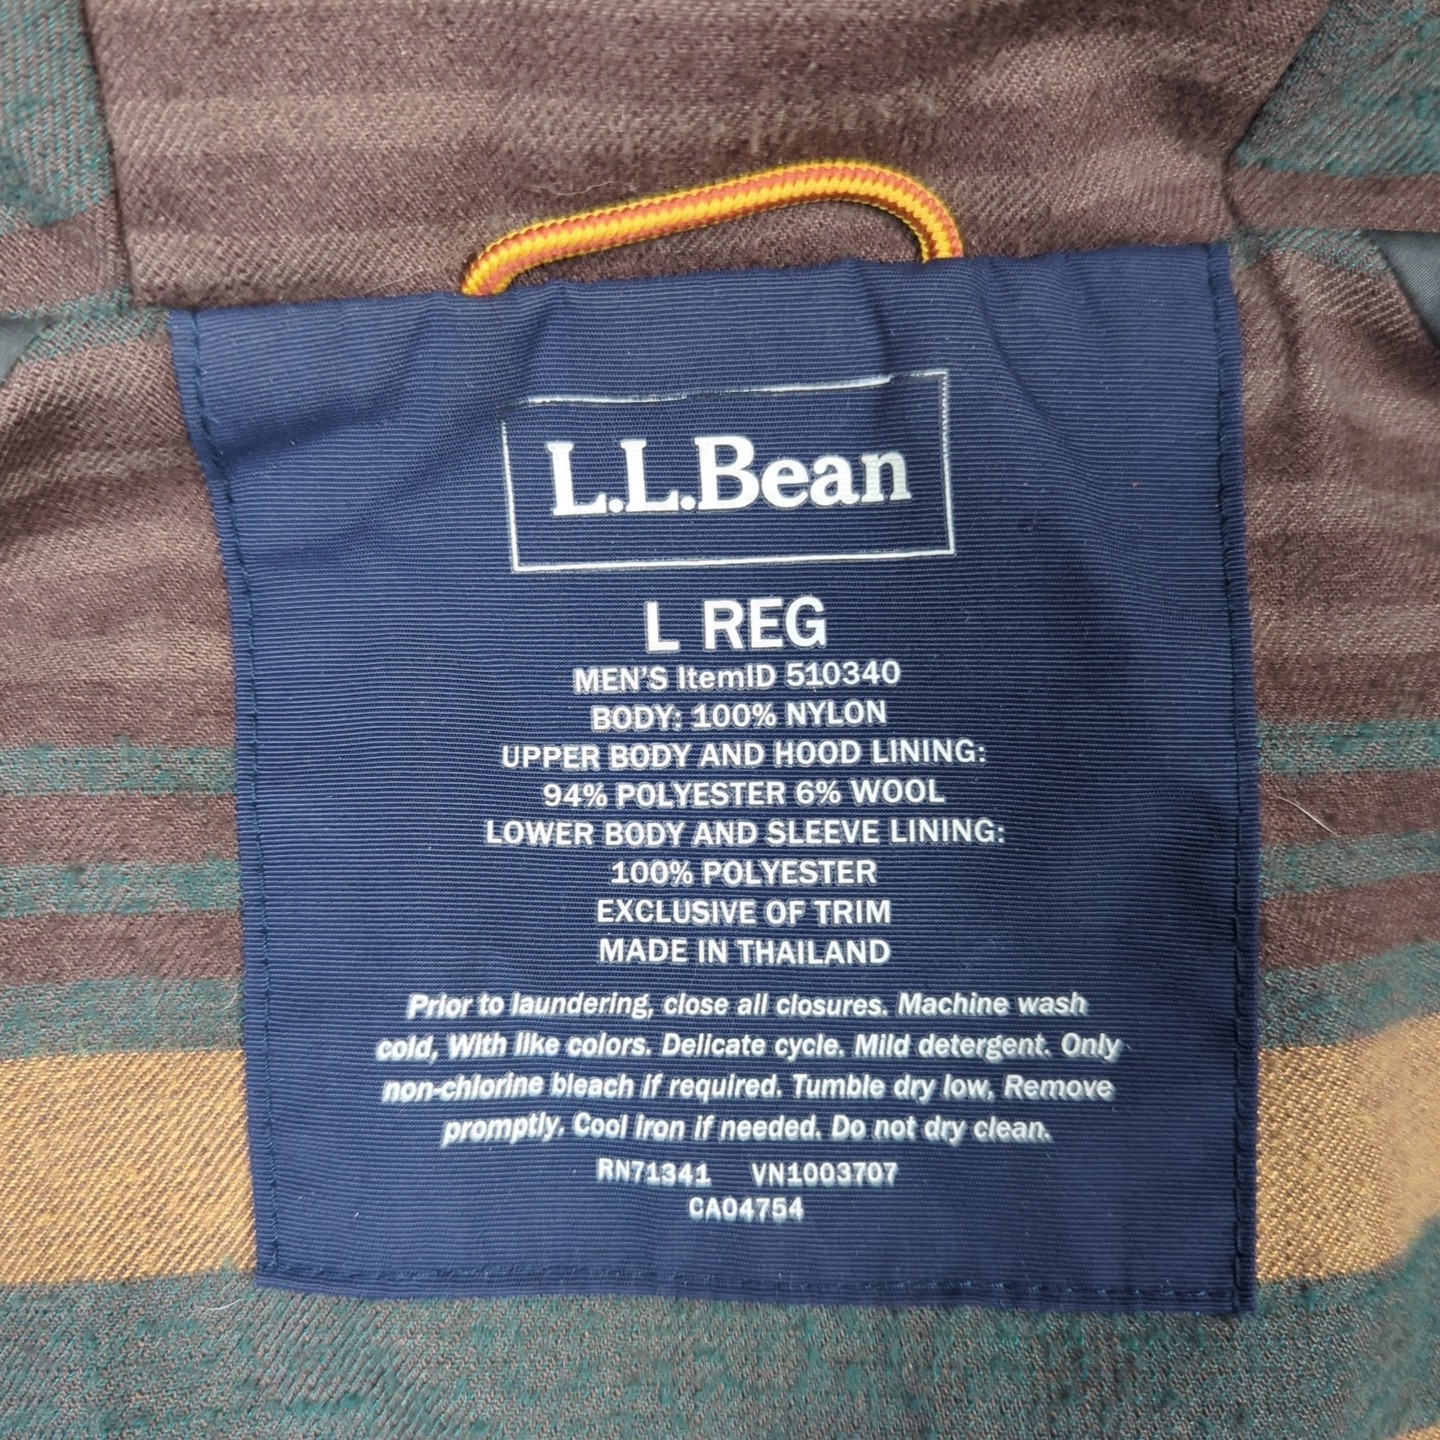 L.L.Bean
L REG
MEN'S ItemID 510340
BODY: 100% NYLON
UPPER BODY AND HOOD LINING:
94% POLYESTER 6% WOOL
LOWER BODY AND SLEEVE LINING:
100% POLYESTER
EXCLUSIVE OF TRIM
MADE IN THAILAND
Prior to laundering, close all closures. Machine wash
cold, With like colors. Delicate cycle. Mild detergent. Only
non-chlorine bleach if required. Tumble dry low, Remove
promptly. Cool iron if needed. Do not dry clean.
RN71341 VN1003707
CA04754